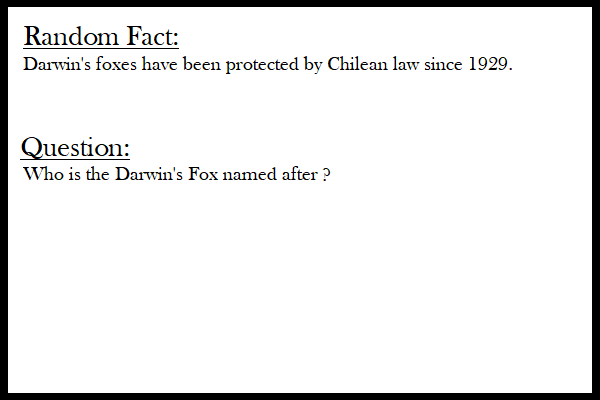 Random Fact:
Darwin's foxes have been protected by Chilean law since 1929.
Question:
Who is the Darwin's Fox named after ?